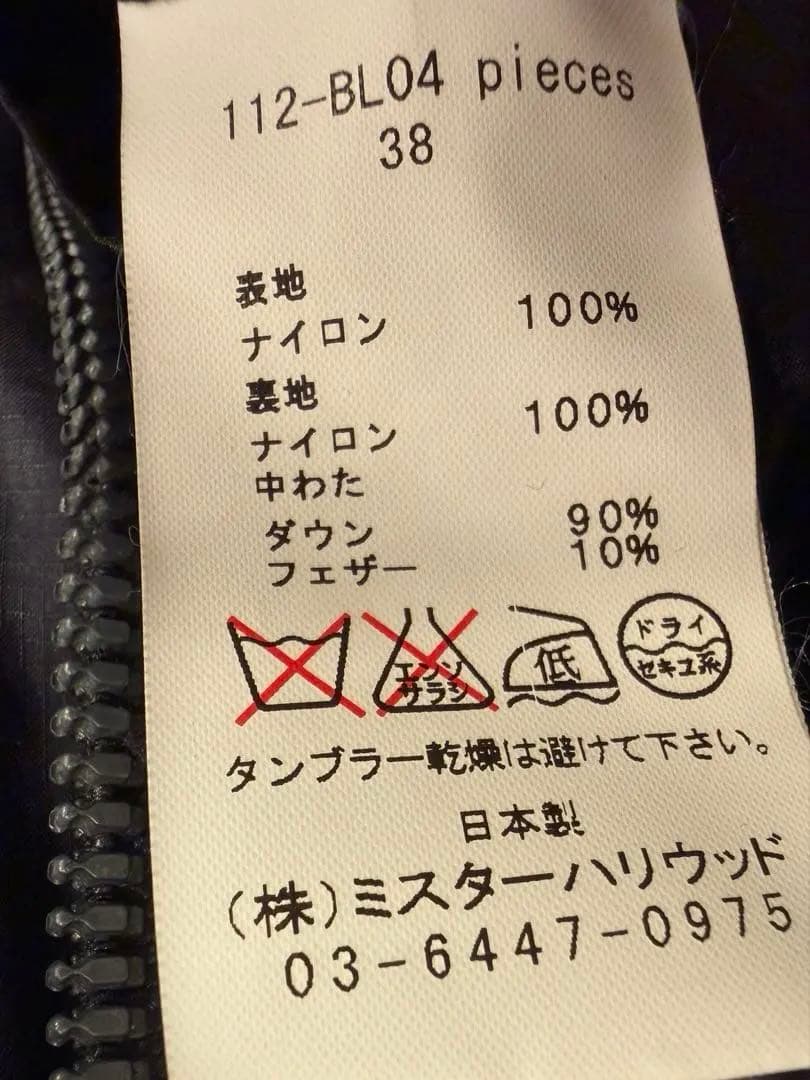 112-BL04 pieces
38
表地
ナイロン 100%
裏地
ナイロン 100%
中わた
ダウン 90%
フェザー 10%
エンソ
サラシ
低
ドライ
セキユ系
タンブラー乾燥は避けて下さい。
日本製
(株)ミスターハリウッド
03-6447-0975